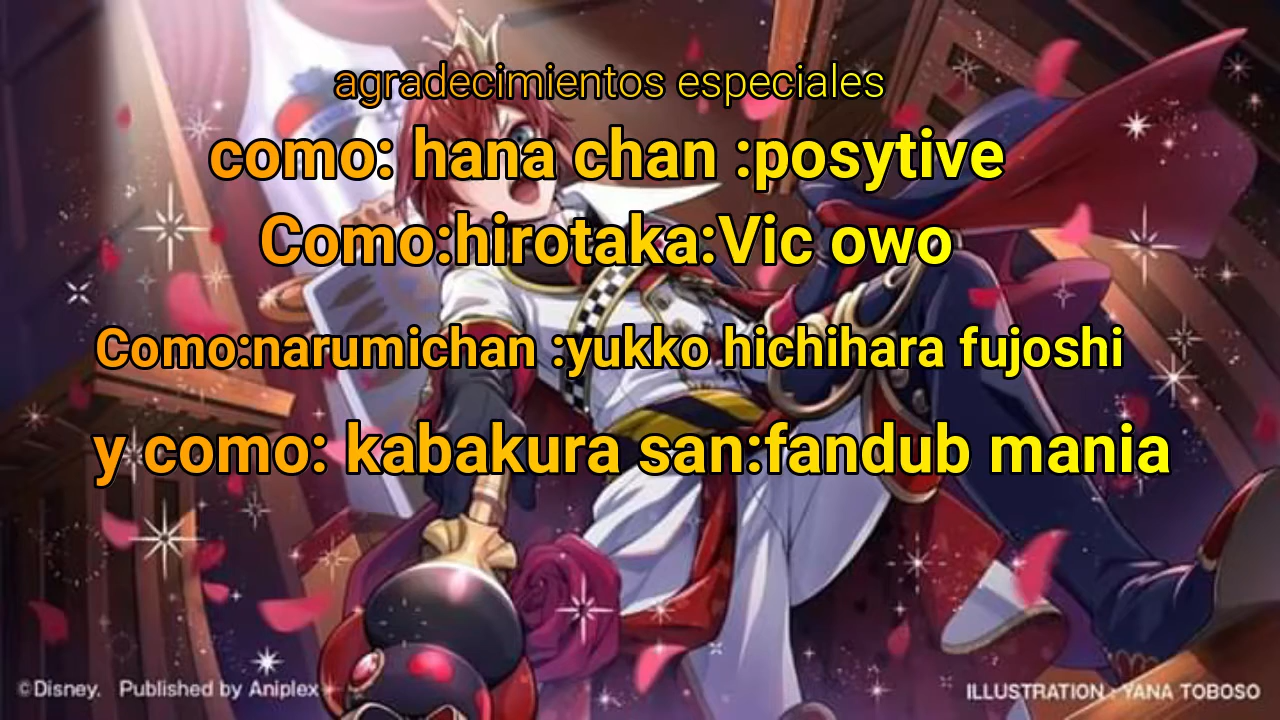 agradecimientos especiales
como: hana chan :posytive
Como:hirotaka:Vic owo
Como:narumichan :yukko hichihara fujoshi
y como: kabakura san:fandub mania
©Disney. Published by Aniplex
ILLUSTRATION : YANA TOBOSO